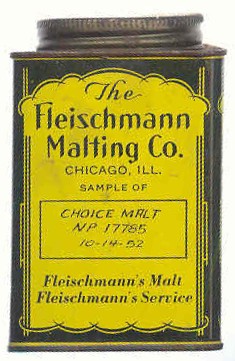 The
Fleischmann
Malting Co.
CHICAGO, ILL.
SAMPLE OF
CHOICE MALT
NP 17785
10-14-52
Fleischmann's Malt
Fleischmann's Service